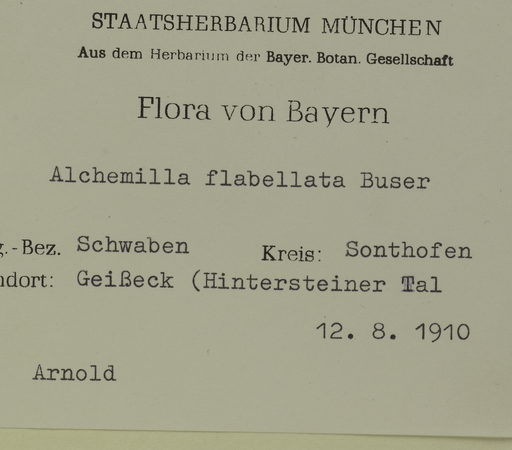 STAATSHERBARIUM MÜNCHEN
Aus dem Herbarium der Bayer. Botan. Gesellschaft
Flora von Bayern
Alchemilla flabellata Buser
g.-Bez. Schwaben Kreis: Sonthofen
ndort: Geißeck (Hintersteiner Tal
12. 8. 1910
Arnold